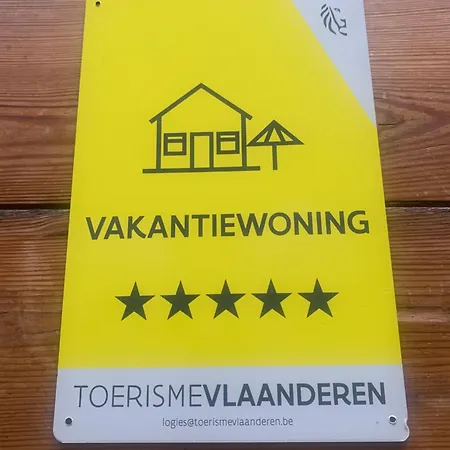 VAKANTIEWONING
TOERISMEVLAANDEREN
logies@toerismevlaanderen.be